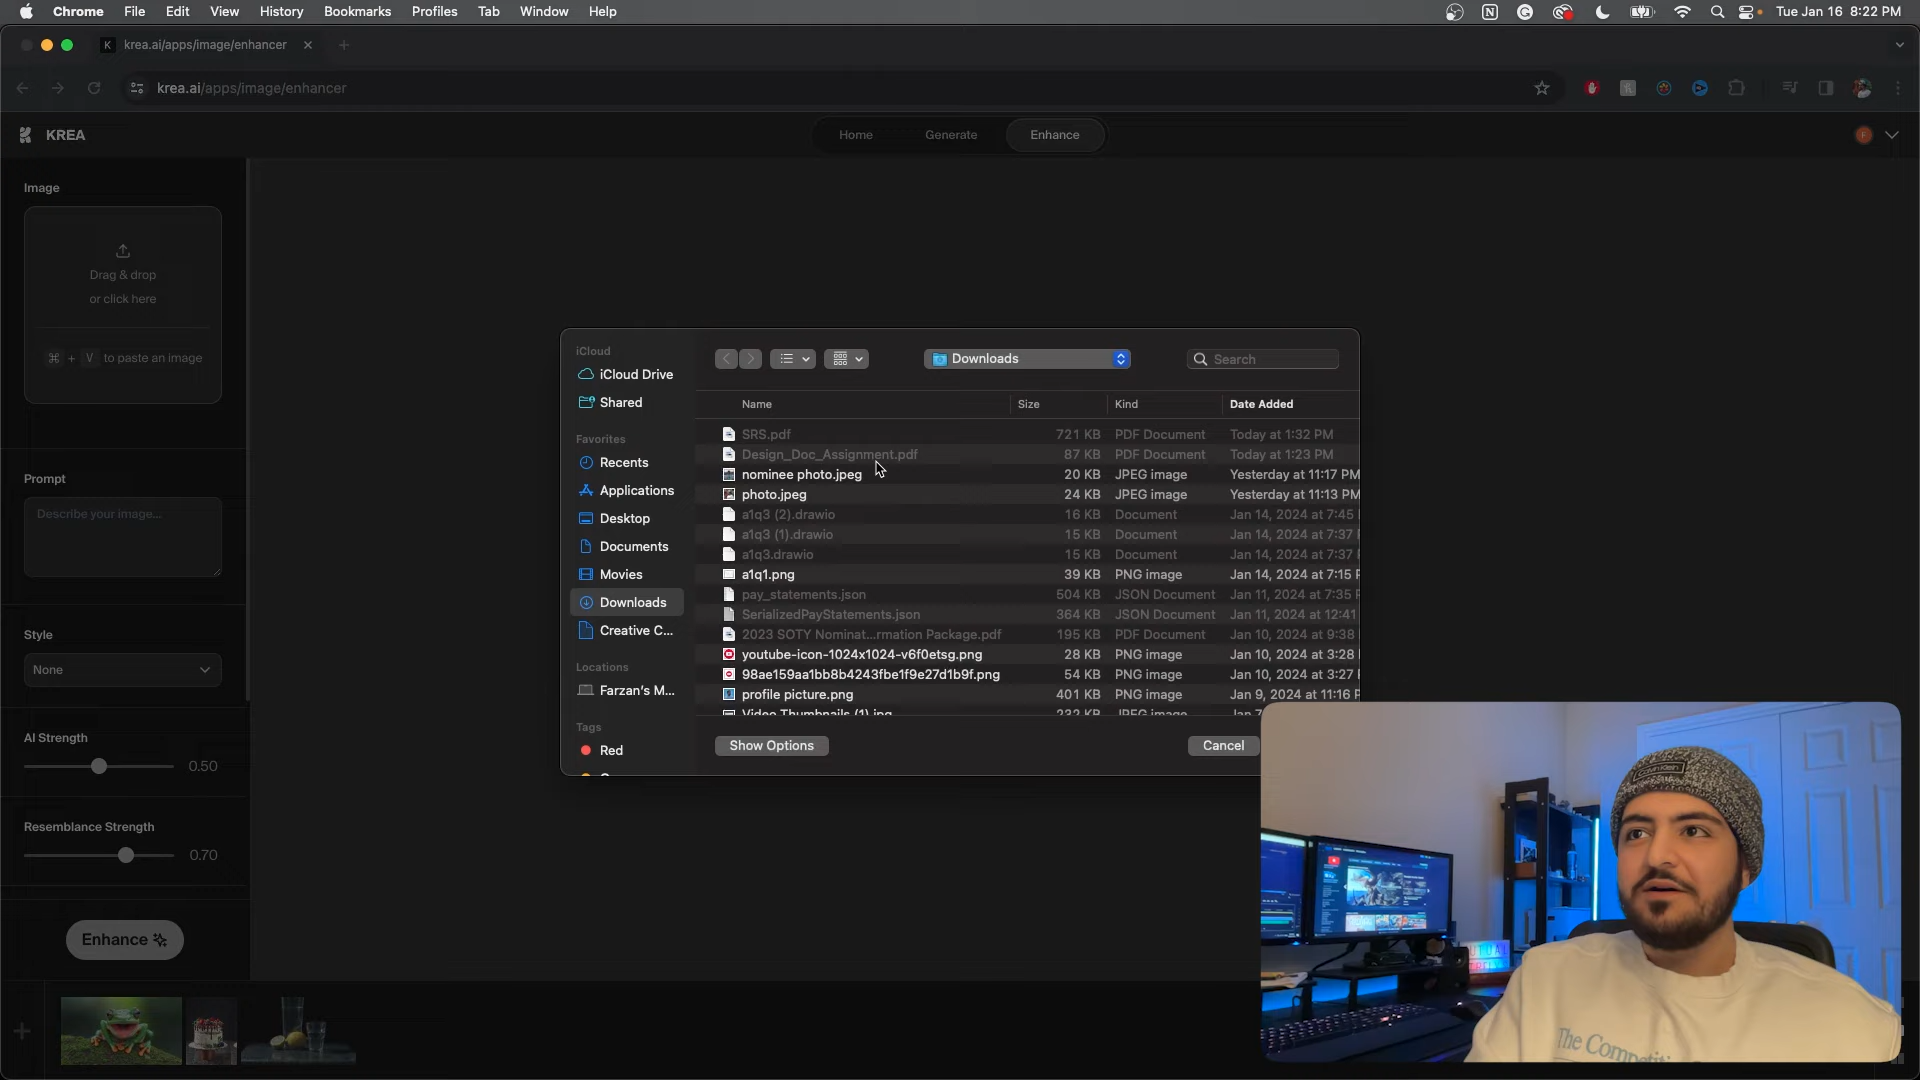 Chrome File Edit View History Bookmarks Profiles Tab Window Help
Tue Jan 16 8:22 PM
krea.ai/apps/image/enhancer
krea.ai/apps/image/enhancer
KREA
Home Generate Enhance
F
Image
Drag & drop
or click here
⌘ + V to paste an image
Prompt
Describe your image...
Style
None
AI Strength
0.50
Resemblance Strength
0.70
Enhance
iCloud
iCloud Drive
Shared
Favorites
Recents
Applications
Desktop
Documents
Movies
Downloads
Creative C...
Locations
Farzan's M...
Tags
Red
Downloads
Search
Name Size Kind Date Added
SRS.pdf 721 KB PDF Document Today at 1:32 PM
Design_Doc_Assignment.pdf 87 KB PDF Document Today at 1:23 PM
nominee photo.jpeg 20 KB JPEG image Yesterday at 11:17 PM
photo.jpeg 24 KB JPEG image Yesterday at 11:13 PM
a1q3 (2).drawio 16 KB Document Jan 14, 2024 at 7:45
a1q3 (1).drawio 15 KB Document Jan 14, 2024 at 7:37
a1q3.drawio 15 KB Document Jan 14, 2024 at 7:37
a1q1.png 39 KB PNG image Jan 14, 2024 at 7:15
pay_statements.json 504 KB JSON Document Jan 11, 2024 at 7:35
SerializedPayStatements.json 364 KB JSON Document Jan 11, 2024 at 12:41
2023 SOTY Nominat...rmation Package.pdf 195 KB PDF Document Jan 10, 2024 at 9:38
youtube-icon-1024x1024-v6f0etsg.png 28 KB PNG image Jan 10, 2024 at 3:28
98ae159aa1bb8b4243fbe1f9e27d1b9f.png 54 KB PNG image Jan 10, 2024 at 3:27
profile picture.png 401 KB PNG image Jan 9, 2024 at 11:16
Video Thumbnails (1).jpg 232 KB JPEG image Jan 7
Show Options Cancel
Calvin Klein
The